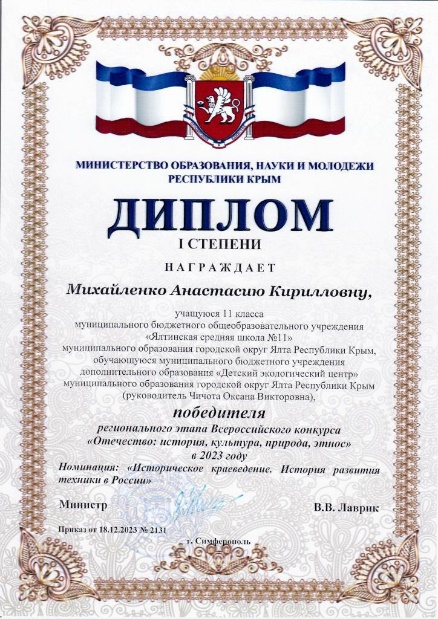 МИНИСТЕРСТВО ОБРАЗОВАНИЯ, НАУКИ И МОЛОДЕЖИ
РЕСПУБЛИКИ КРЫМ
ДИПЛОМ
I СТЕПЕНИ
НАГРАЖДАЕТ
Михайленко Анастасию Кирилловну,
учащуюся 11 класса
муниципального бюджетного общеобразовательного учреждения
«Ялтинская средняя школа №11»
муниципального образования городской округ Ялта Республики Крым,
обучающуюся муниципального бюджетного учреждения
дополнительного образования «Детский экологический центр»
муниципального образования городской округ Ялта Республики Крым
(руководитель Чичота Оксана Викторовна),
победителя
регионального этапа Всероссийского конкурса
«Отечество: история, культура, природа, этнос»
в 2023 году
Номинация: «Историческое краеведение. История развития
техники в России»
Министр В.В. Лаврик
Приказ от 18.12.2023 № 2131
г. Симферополь